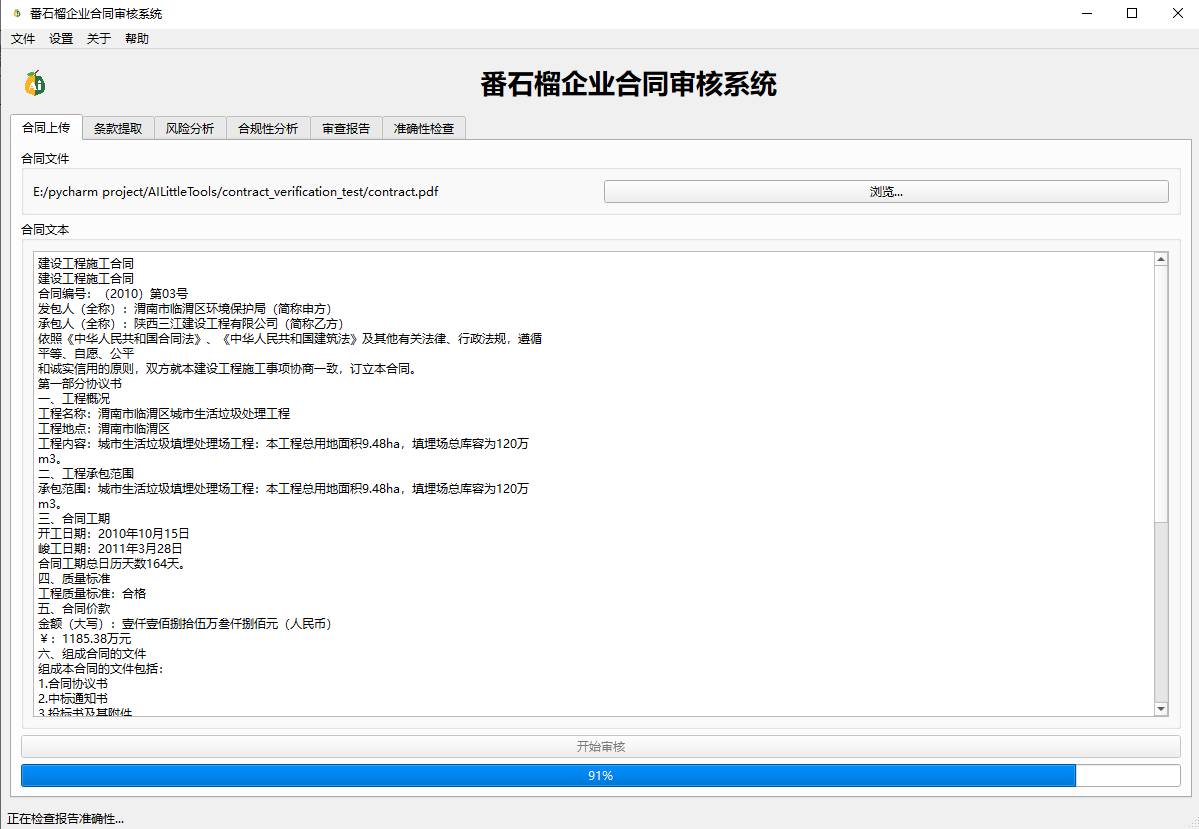 番石榴企业合同审核系统
文件 设置 关于 帮助
Ai
番石榴企业合同审核系统
合同上传 条款提取 风险分析 合规性分析 审查报告 准确性检查
合同文件
E:/pycharm project/AILittleTools/contract_verification_test/contract.pdf 浏览...
合同文本
建设工程施工合同
建设工程施工合同
合同编号：（2010）第03号
发包人（全称）：渭南市临渭区环境保护局（简称申方）
承包人（全称）：陕西三江建设工程有限公司（简称乙方）
依照《中华人民共和国合同法》、《中华人民共和国建筑法》及其他有关法律、行政法规，遵循
平等、自愿、公平
和诚实信用的原则，双方就本建设工程施工事项协商一致，订立本合同。
第一部分协议书
一、工程概况
工程名称：渭南市临渭区城市生活垃圾处理工程
工程地点：渭南市临渭区
工程内容：城市生活垃圾填埋处理场工程：本工程总用地面积9.48ha，填埋场总库容为120万
m3。
二、工程承包范围
承包范围：城市生活垃圾填埋处理场工程：本工程总用地面积9.48ha，填埋场总库容为120万
m3。
三、合同工期
开工日期：2010年10月15日
峻工日期：2011年3月28日
合同工期总日历天数164天。
四、质量标准
工程质量标准：合格
五、合同价款
金额（大写）：壹仟壹佰捌拾伍万叁仟捌佰元（人民币）
￥：1185.38万元
六、组成合同的文件
组成本合同的文件包括：
1.合同协议书
2.中标通知书
3.投标书及其附件
开始审核
91%
正在检查报告准确性...